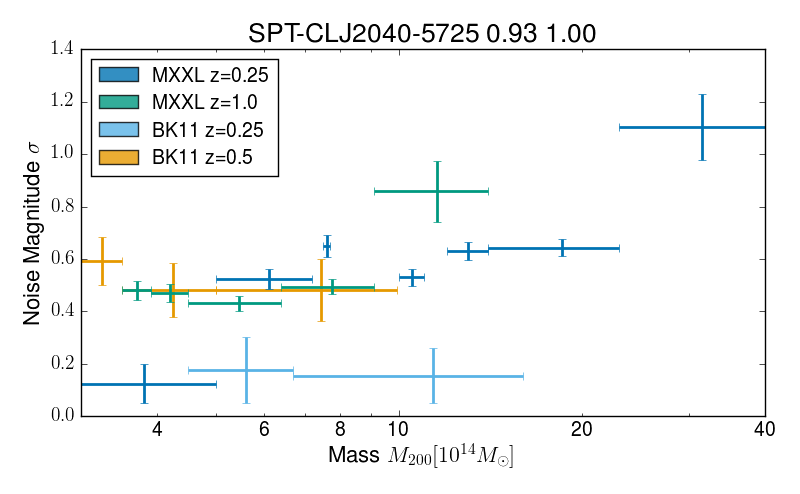 SPT-CLJ2040-5725 0.93 1.00
1.4
1.2
1.0
0.8
0.6
0.4
0.2
0.0
Noise Magnitude σ
MXXL z=0.25
MXXL z=1.0
BK11 z=0.25
BK11 z=0.5
4 6 8 10 20 40
Mass M₂₀₀[10¹⁴M☉]